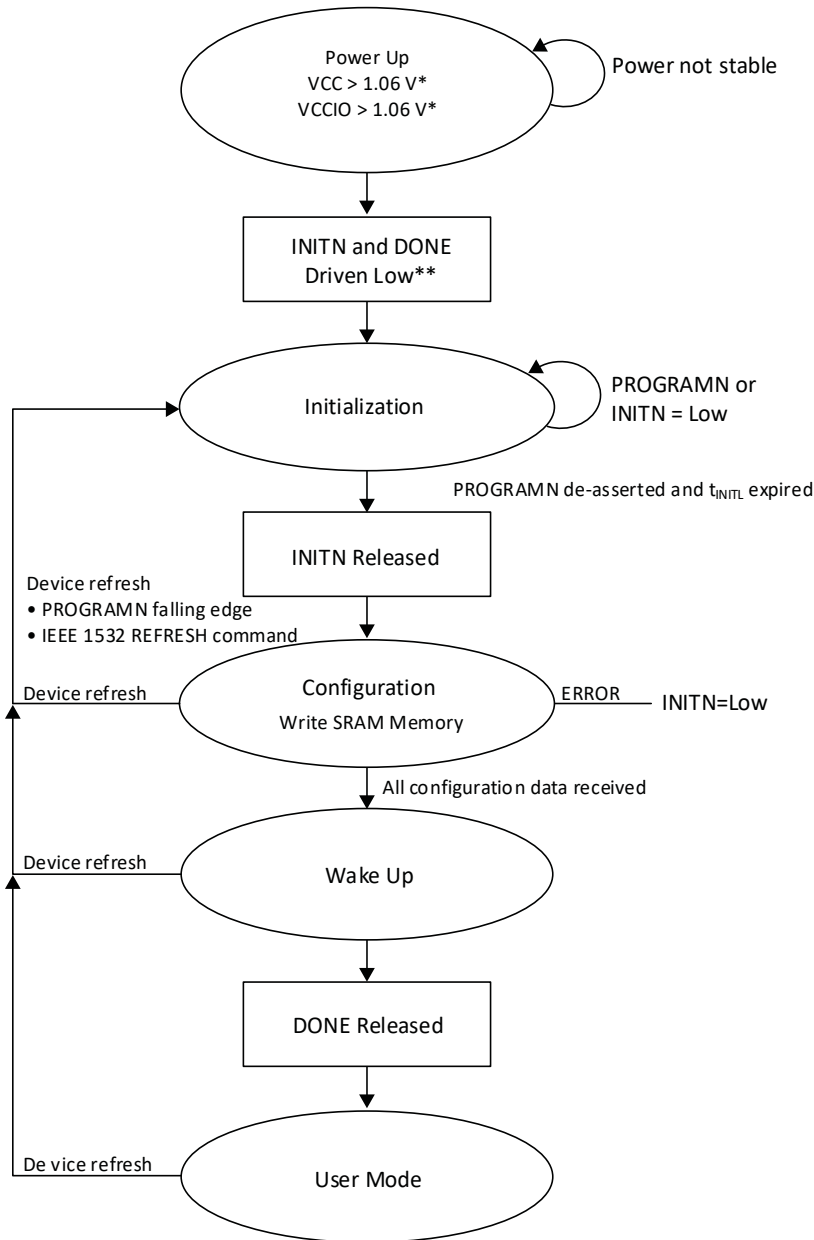 Power Up
VCC > 1.06 V*
VCCIO > 1.06 V*
Power not stable
INITN and DONE
Driven Low**
Initialization
PROGRAMN or
INITN = Low
PROGRAMN de-asserted and tINITL expired
INITN Released
Device refresh
• PROGRAMN falling edge
• IEEE 1532 REFRESH command
Device refresh
Configuration
Write SRAM Memory
ERROR
INITN=Low
All configuration data received
Device refresh
Wake Up
DONE Released
De vice refresh
User Mode